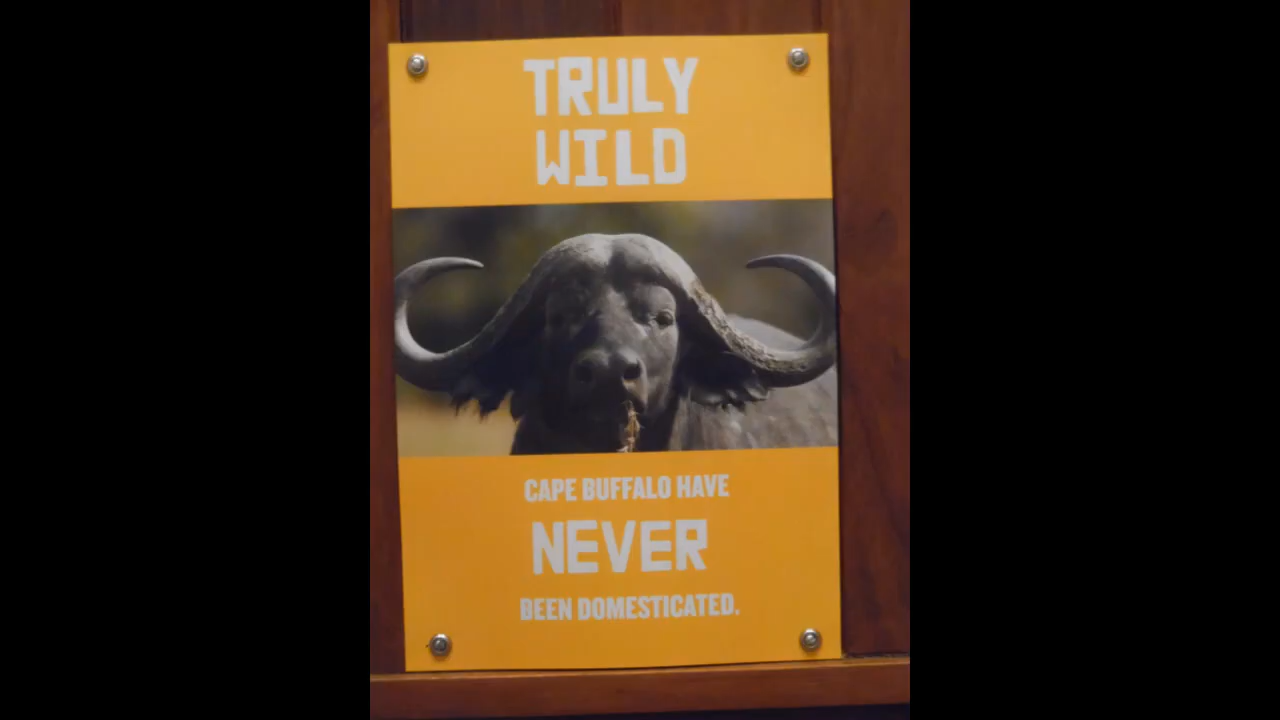 TRULY
WILD
CAPE BUFFALO HAVE
NEVER
BEEN DOMESTICATED.